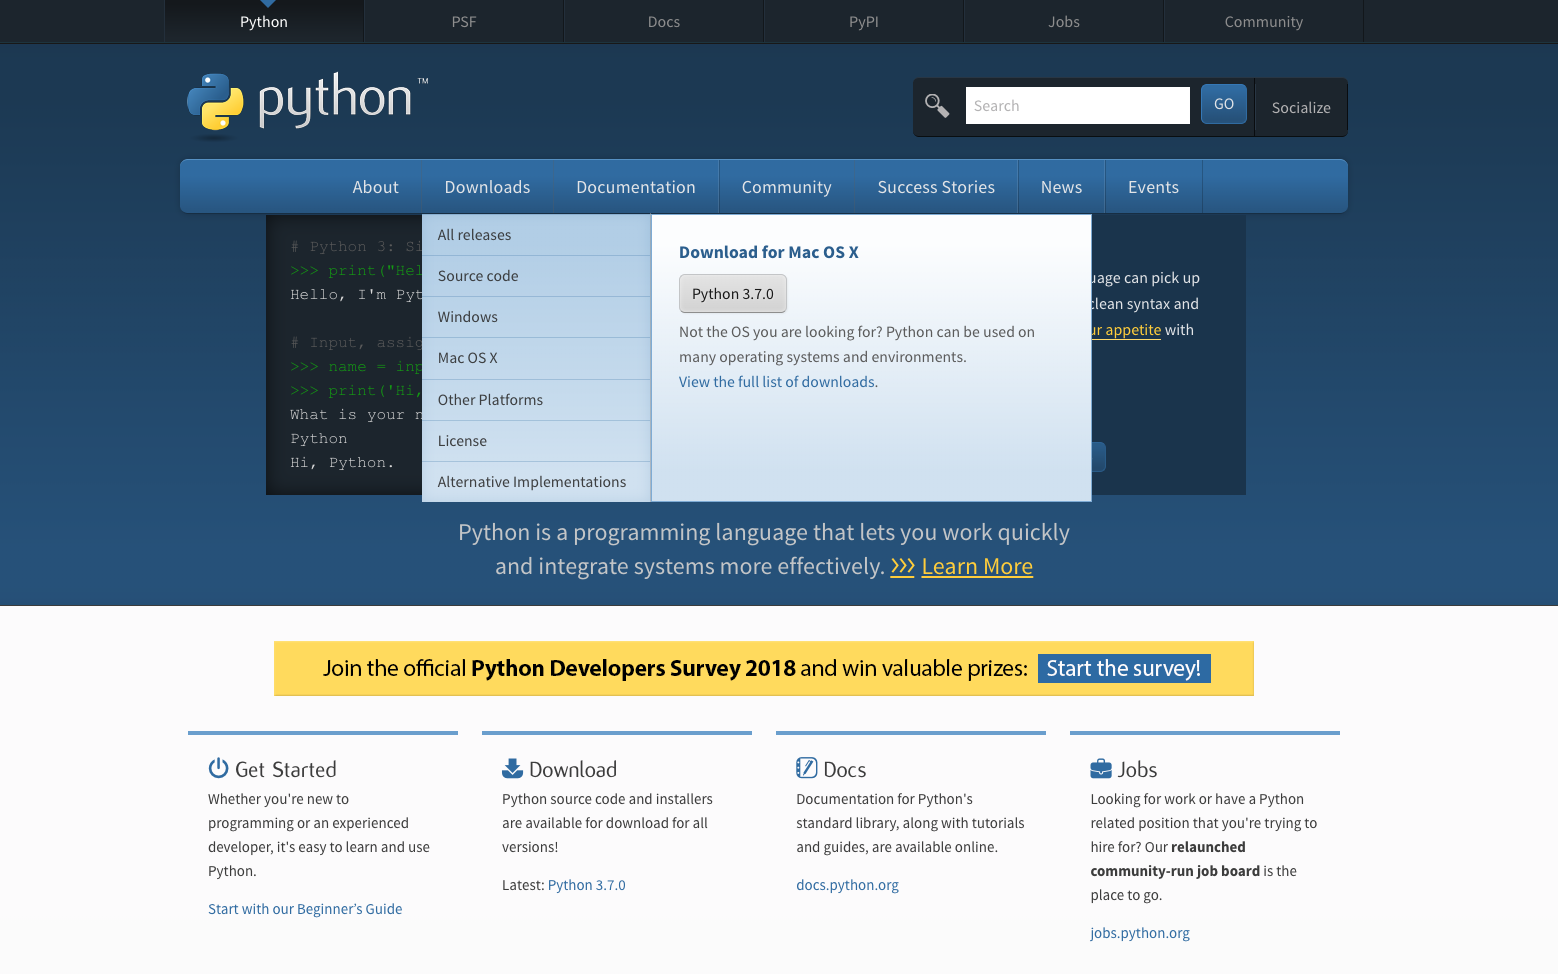 Python
PSF
Docs
PyPI
Jobs
Community
python™
Search
GO
Socialize
About
Downloads
Documentation
Community
Success Stories
News
Events
# Python 3: Si
>>> print("Hel
Hello, I'm Pyt
# Input, assig
>>> name = inp
>>> print('Hi,
What is your n
Python
Hi, Python.
All releases
Source code
Windows
Mac OS X
Other Platforms
License
Alternative Implementations
Download for Mac OS X
Python 3.7.0
Not the OS you are looking for? Python can be used on
many operating systems and environments.
View the full list of downloads.
uage can pick up
clean syntax and
ur appetite with
Python is a programming language that lets you work quickly
and integrate systems more effectively. >>> Learn More
Join the official Python Developers Survey 2018 and win valuable prizes: Start the survey!
Get Started
Whether you're new to
programming or an experienced
developer, it's easy to learn and use
Python.
Start with our Beginner's Guide
Download
Python source code and installers
are available for download for all
versions!
Latest: Python 3.7.0
Docs
Documentation for Python's
standard library, along with tutorials
and guides, are available online.
docs.python.org
Jobs
Looking for work or have a Python
related position that you're trying to
hire for? Our relaunched
community-run job board is the
place to go.
jobs.python.org